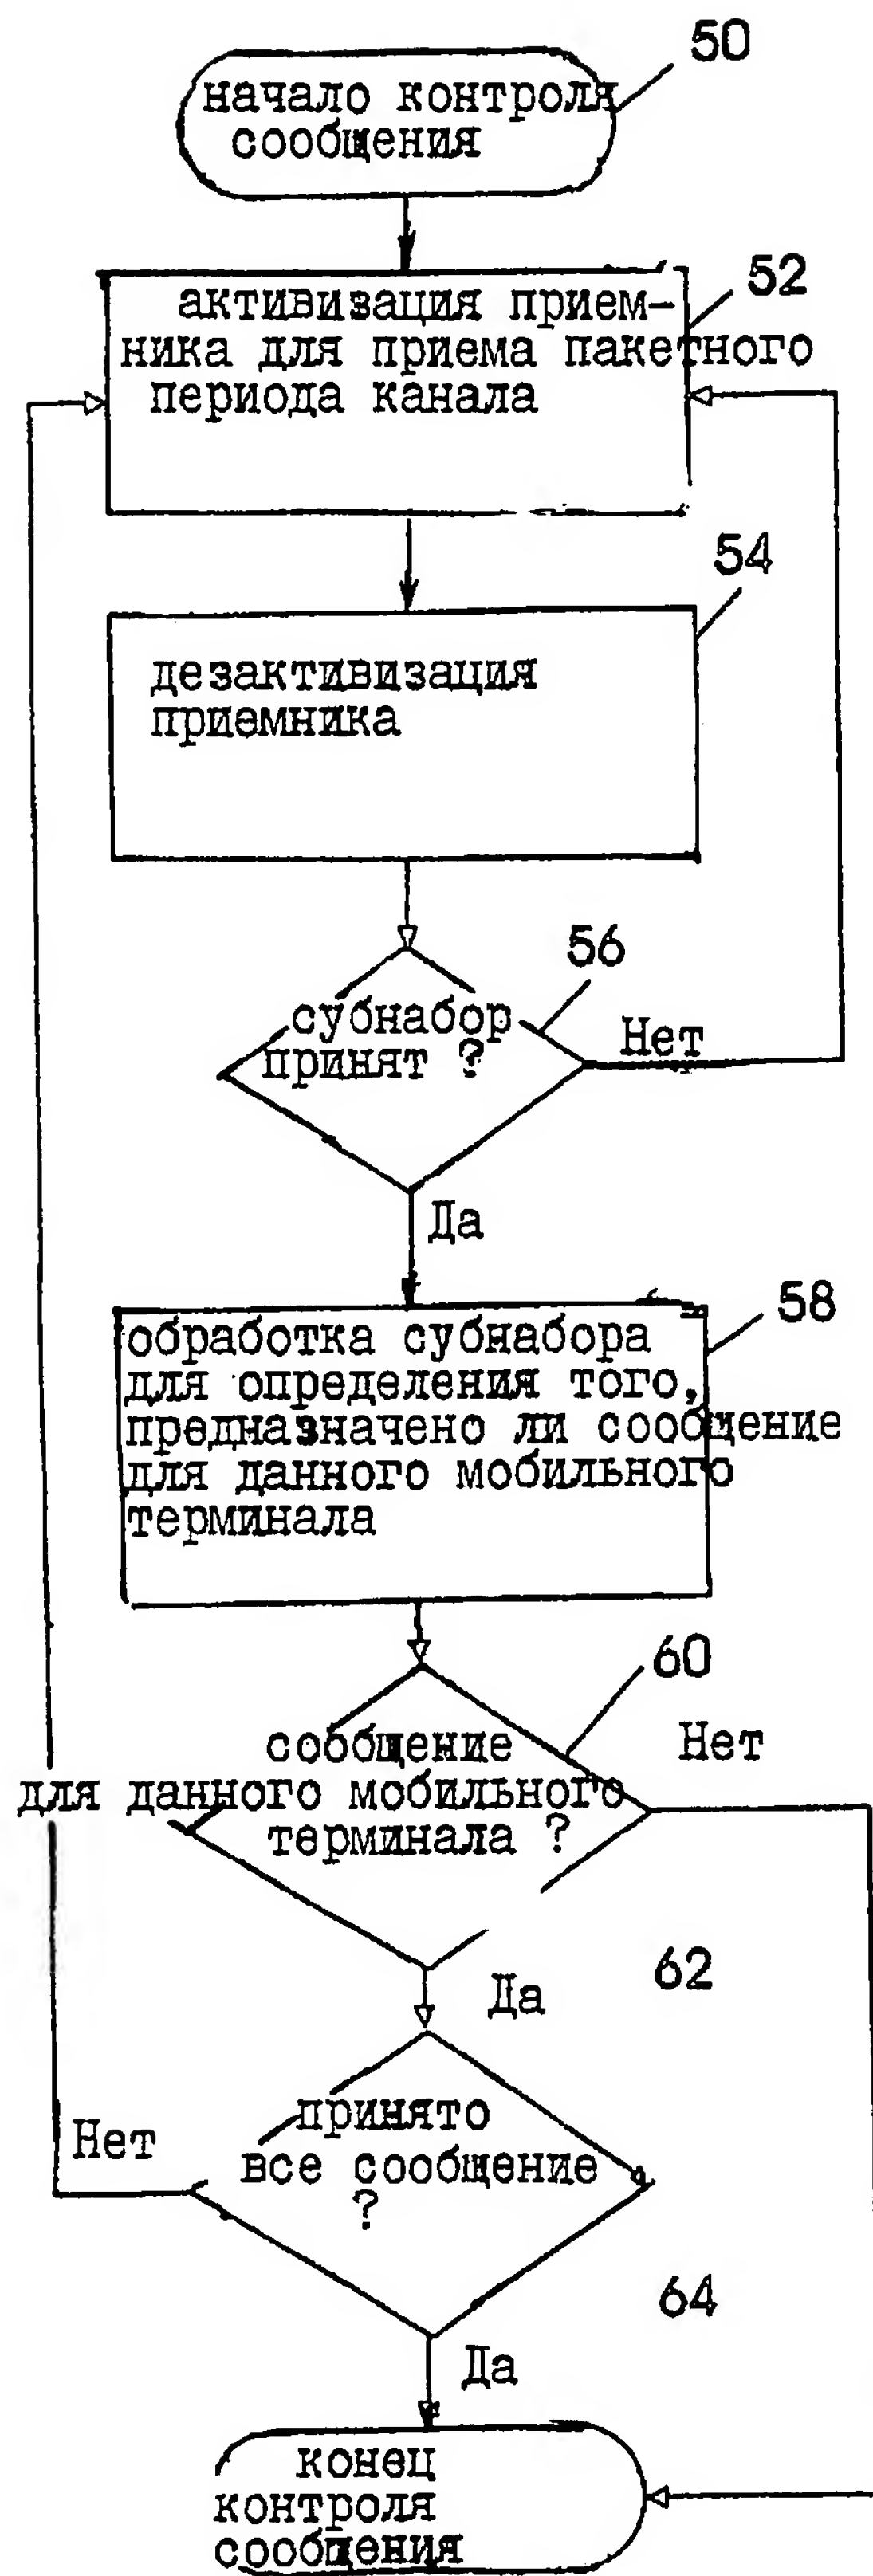 50
начало контроля
сообщения
52
активизация прием-
ника для приема пакетного
периода канала
54
дезактивизация
приемника
56
субнабор
принят ?
Нет
Да
58
обработка субнабора
для определения того,
предназначено ли сообщение
для данного мобильного
терминала
60
Нет
сообщение
для данного мобильного
терминала ?
62
Да
принято
Нет
все сообщение
?
64
Да
конец
контроля
сообщения